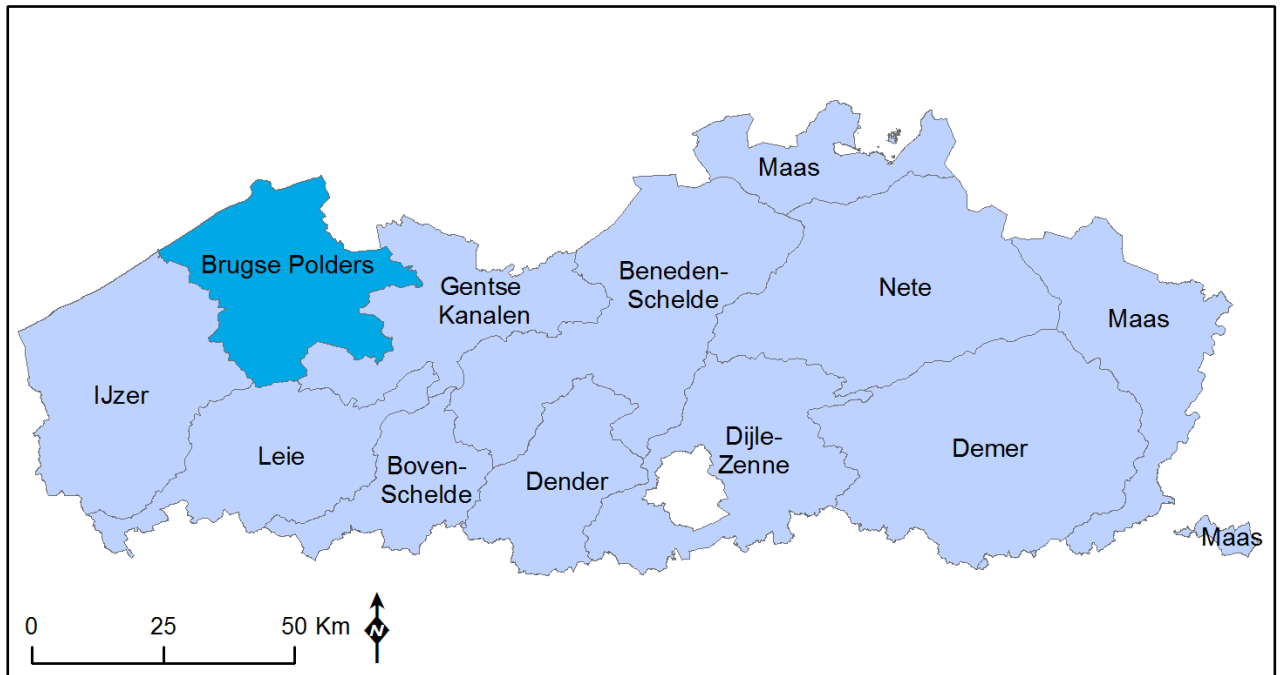 Maas
Brugse Polders
Gentse
Kanalen
Beneden-
Schelde
Nete
Maas
IJzer
Leie
Boven-
Schelde
Dender
Dijle-
Zenne
Demer
Maas
0 25 50 Km
N